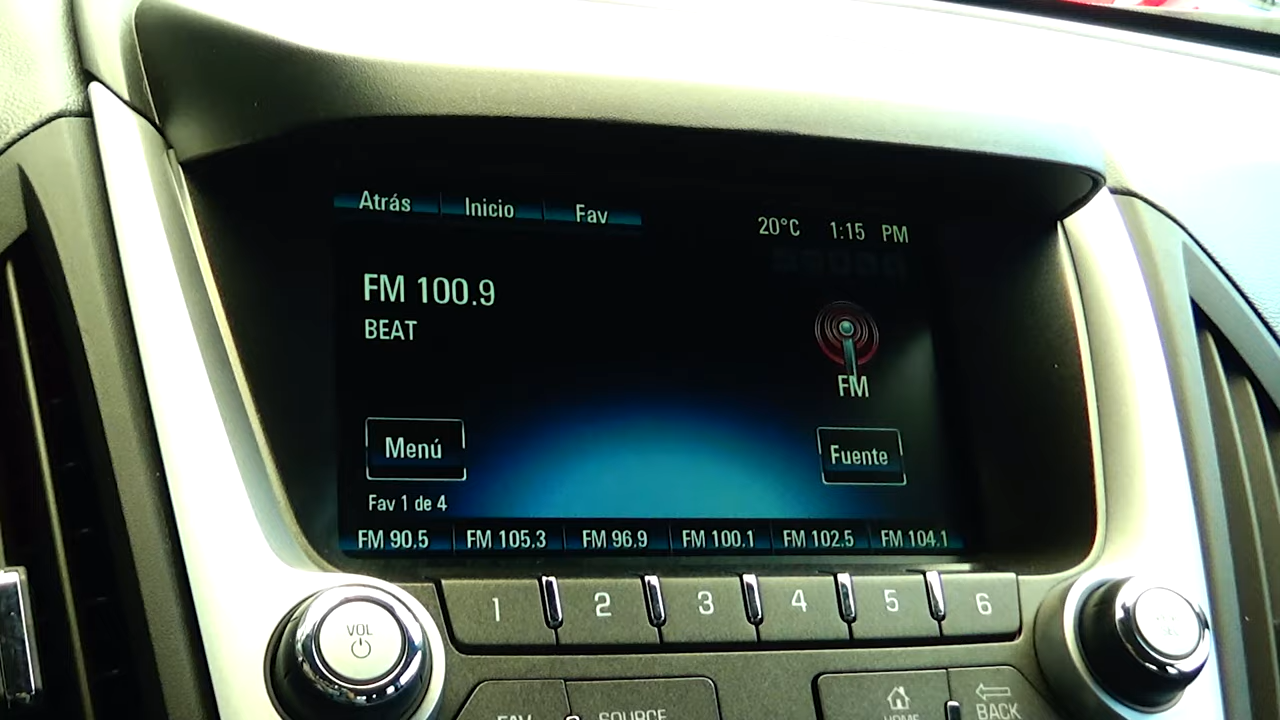 Atrás Inicio Fav
20°C 1:15 PM
FM 100.9
BEAT
FM
Menú
Fuente
Fav 1 de 4
FM 90.5 FM 105.3 FM 96.9 FM 100.1 FM 102.5 FM 104.1
1 2 3 4 5 6
VOL
FAV SOURCE HOME BACK